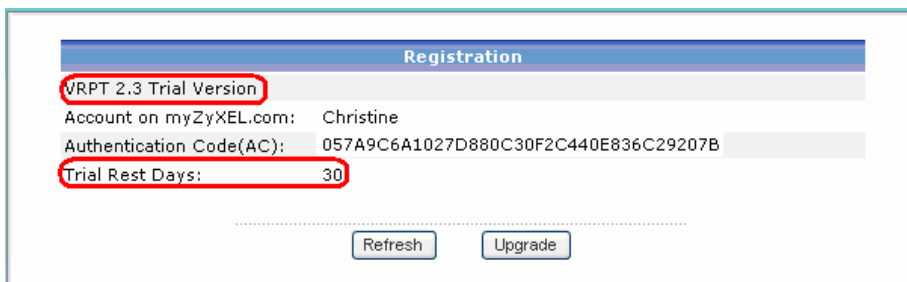 Registration
VRPT 2.3 Trial Version
Account on myZyXEL.com: Christine
Authentication Code(AC): 057A9C6A1027D880C30F2C440E836C29207B
Trial Rest Days: 30
Refresh Upgrade